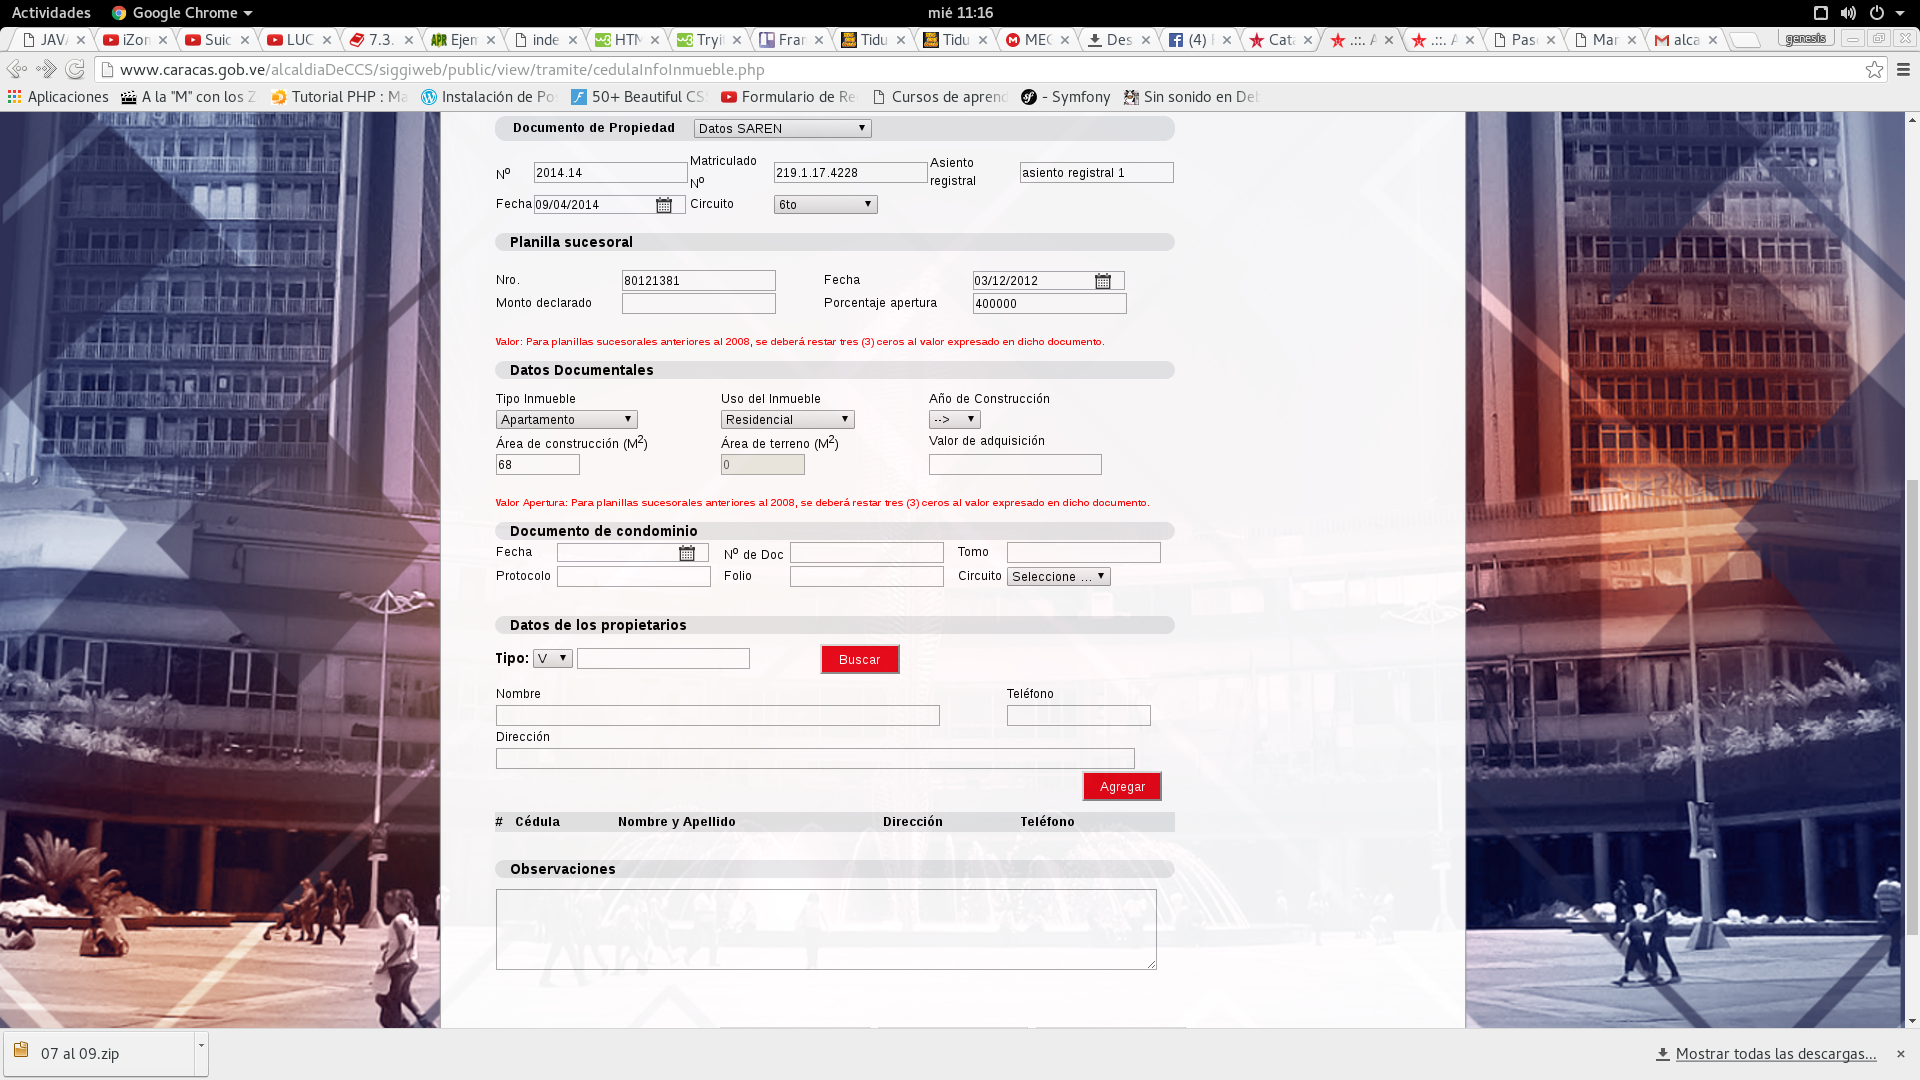 Actividades Google Chrome mié 11:16
JAVA iZon Suic LUC 7.3. Ejem inde HTM Tryit Fran Tidu Tidu MEG Des (4) Cata .::. A .::. A Pas Mar alca genesis
www.caracas.gob.ve/alcaldiaDeCCS/siggiweb/public/view/tramite/cedulaInfoInmueble.php
Aplicaciones A la "M" con los Z Tutorial PHP : Ma Instalación de Po 50+ Beautiful CS Formulario de Re Cursos de apren - Symfony Sin sonido en Deb
Documento de Propiedad Datos SAREN
Nº 2014.14 Matriculado Nº 219.1.17.4228 Asiento registral asiento registral 1
Fecha 09/04/2014 Circuito 6to
Planilla sucesoral
Nro. 80121381 Fecha 03/12/2012
Monto declarado Porcentaje apertura 400000
Valor: Para planillas sucesorales anteriores al 2008, se deberá restar tres (3) ceros al valor expresado en dicho documento.
Datos Documentales
Tipo Inmueble Uso del Inmueble Año de Construcción
Apartamento Residencial -->
Área de construcción (M2) Área de terreno (M2) Valor de adquisición
68 0
Valor Apertura: Para planillas sucesorales anteriores al 2008, se deberá restar tres (3) ceros al valor expresado en dicho documento.
Documento de condominio
Fecha Nº de Doc Tomo
Protocolo Folio Circuito Seleccione ...
Datos de los propietarios
Tipo: V Buscar
Nombre Teléfono
Dirección
Agregar
# Cédula Nombre y Apellido Dirección Teléfono
Observaciones
07 al 09.zip Mostrar todas las descargas...